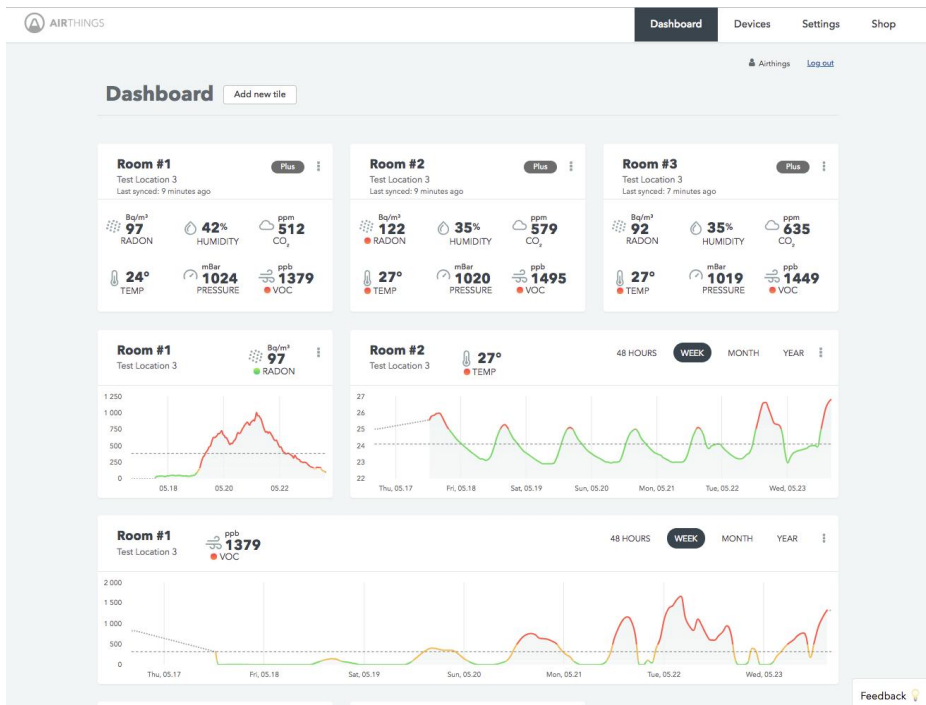 AIRTHINGS
Dashboard Devices Settings Shop
Airthings Log out
Dashboard Add new tile
Room #1 Plus
Test Location 3
Last synced: 9 minutes ago
Bq/m³ 97 RADON
42% HUMIDITY
ppm 512 CO₂
24° TEMP
mBar 1024 PRESSURE
ppb 1379 VOC
Room #2 Plus
Test Location 3
Last synced: 9 minutes ago
Bq/m³ 122 RADON
35% HUMIDITY
ppm 579 CO₂
27° TEMP
mBar 1020 PRESSURE
ppb 1495 VOC
Room #3 Plus
Test Location 3
Last synced: 7 minutes ago
Bq/m³ 92 RADON
35% HUMIDITY
ppm 635 CO₂
27° TEMP
mBar 1019 PRESSURE
ppb 1449 VOC
Room #1
Test Location 3
Bq/m³ 97 RADON
1 250
1 000
750
500
250
0
05.18 05.20 05.22
Room #2
Test Location 3
27° TEMP
48 HOURS WEEK MONTH YEAR
27
26
25
24
23
22
Thu, 05.17 Fri, 05.18 Sat, 05.19 Sun, 05.20 Mon, 05.21 Tue, 05.22 Wed, 05.23
Room #1
Test Location 3
ppb 1379 VOC
48 HOURS WEEK MONTH YEAR
2 000
1 500
1 000
500
0
Thu, 05.17 Fri, 05.18 Sat, 05.19 Sun, 05.20 Mon, 05.21 Tue, 05.22 Wed, 05.23
Feedback